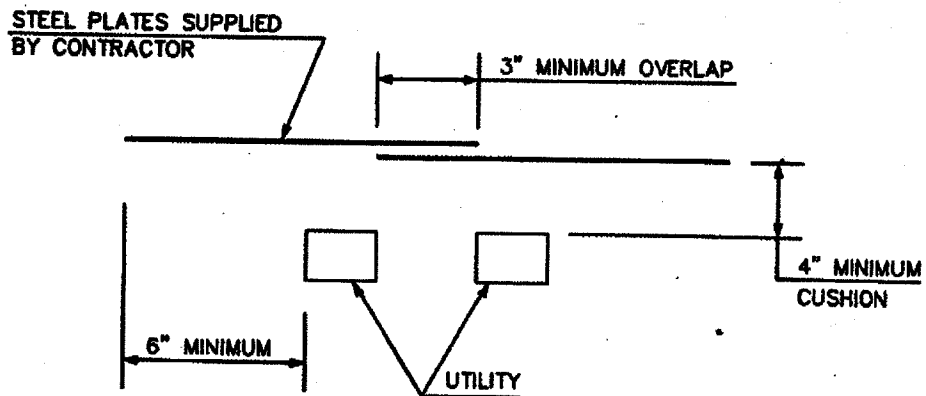 STEEL PLATES SUPPLIED
BY CONTRACTOR
3" MINIMUM OVERLAP
4" MINIMUM
CUSHION
6" MINIMUM
UTILITY